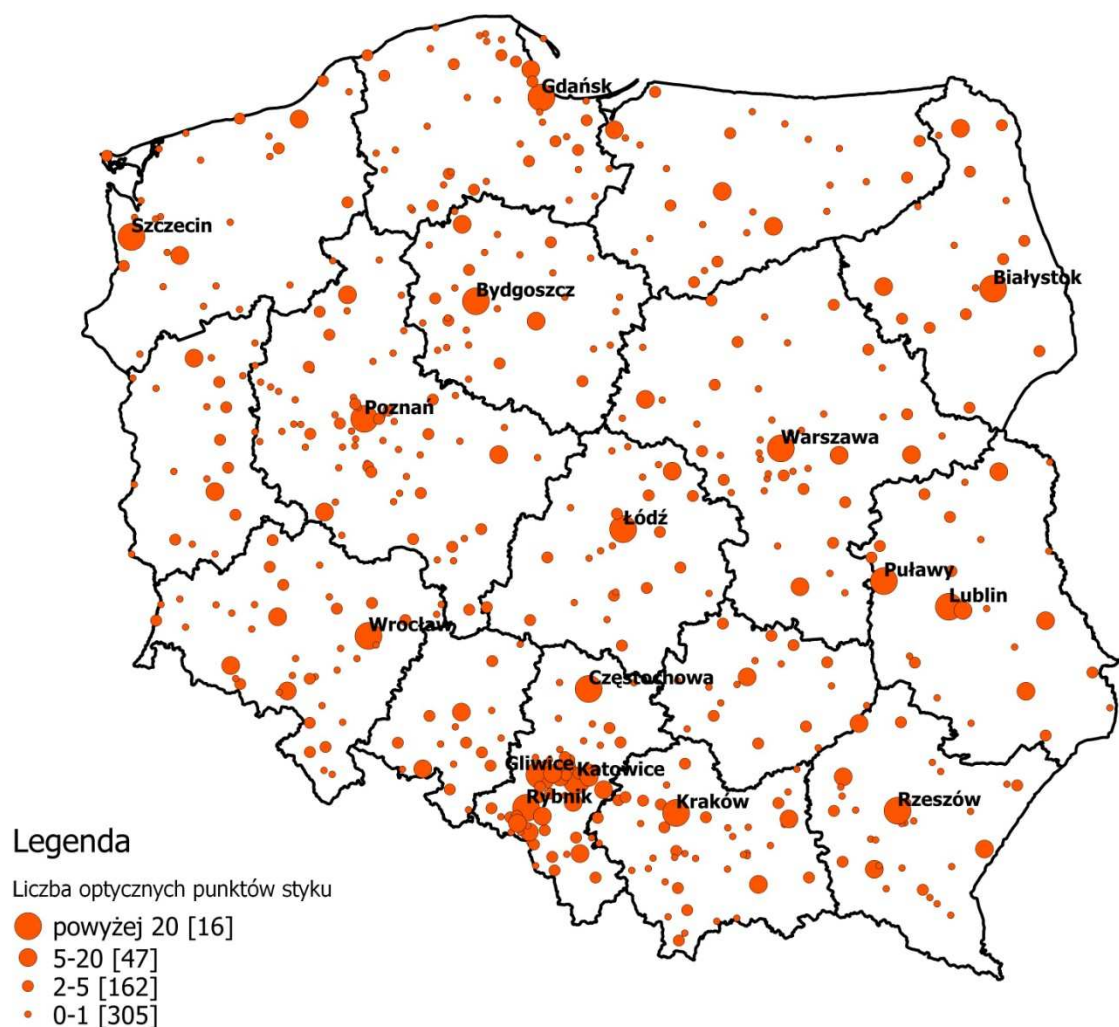 Gdańsk
Szczecin
Bydgoszcz
Białystok
Poznań
Warszawa
Łódź
Puławy
Lublin
Wrocław
Częstochowa
Gliwice
Katowice
Rybnik
Kraków
Rzeszów
Legenda
Liczba optycznych punktów styku
powyżej 20 [16]
5-20 [47]
2-5 [162]
0-1 [305]